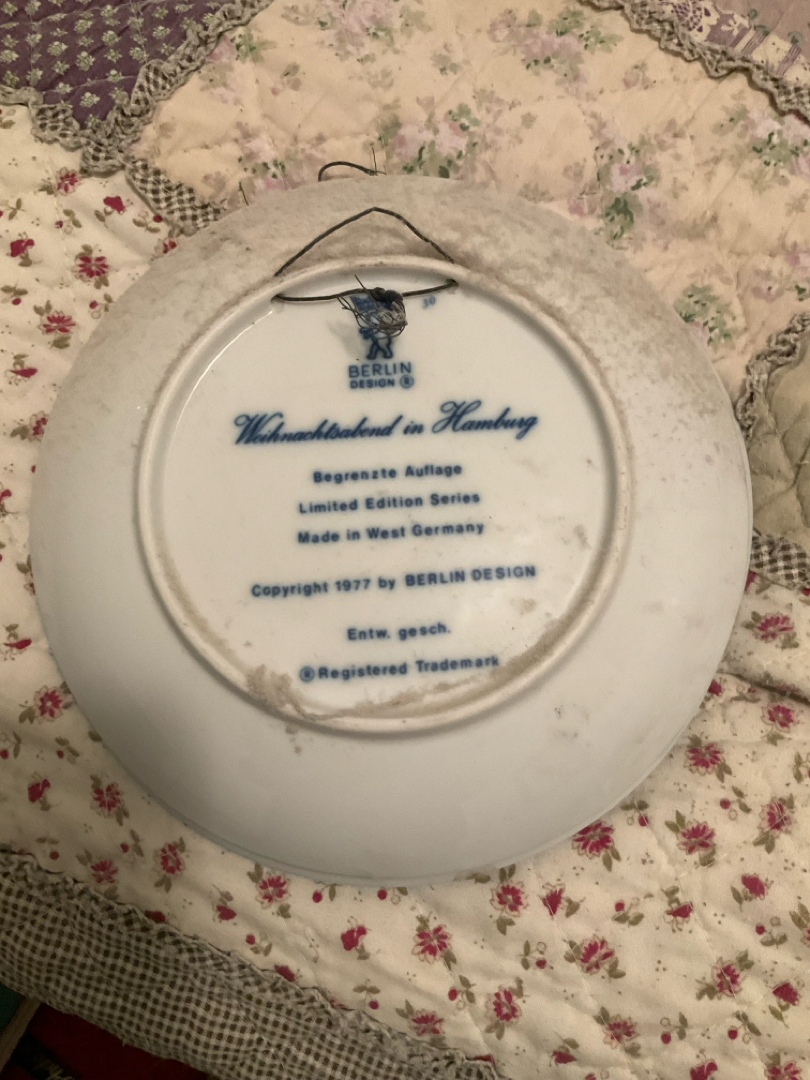 30
BERLIN
DESIGN ®
Weihnachtsabend in Hamburg
Begrenzte Auflage
Limited Edition Series
Made in West Germany
Copyright 1977 by BERLIN DESIGN
Entw. gesch.
®Registered Trademark